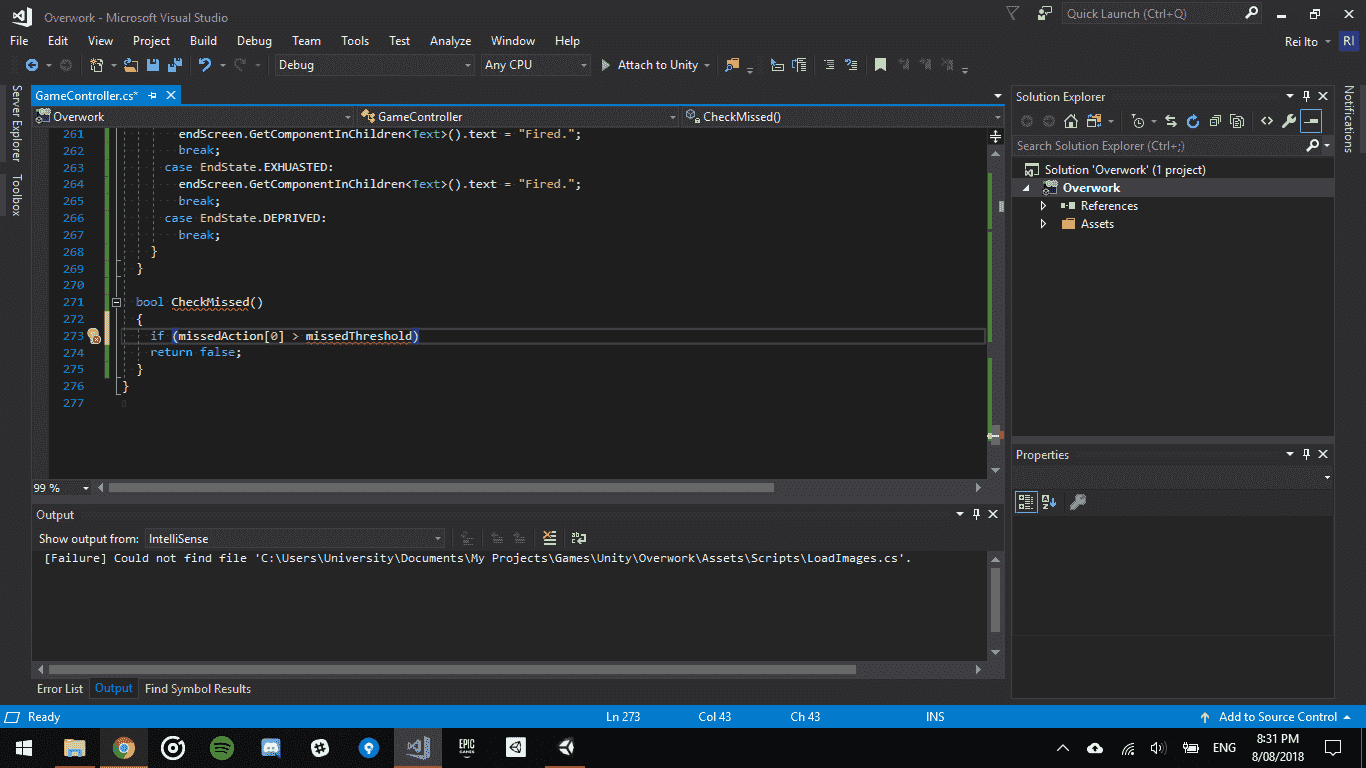 Overwork - Microsoft Visual Studio
Quick Launch (Ctrl+Q)
File Edit View Project Build Debug Team Tools Test Analyze Window Help
Rei Ito RI
Debug Any CPU Attach to Unity
Server Explorer
Toolbox
GameController.cs*
Overwork GameController CheckMissed()
261 endScreen.GetComponentInChildren<Text>().text = "Fired.";
262 break;
263 case EndState.EXHUASTED:
264 endScreen.GetComponentInChildren<Text>().text = "Fired.";
265 break;
266 case EndState.DEPRIVED:
267 break;
268 }
269 }
270
271 bool CheckMissed()
272 {
273 if (missedAction[0] > missedThreshold)
274 return false;
275 }
276 }
277
99 %
Output
Show output from: IntelliSense
[Failure] Could not find file 'C:\Users\University\Documents\My Projects\Games\Unity\Overwork\Assets\Scripts\LoadImages.cs'.
Error List Output Find Symbol Results
Solution Explorer
Search Solution Explorer (Ctrl+;)
Solution 'Overwork' (1 project)
Overwork
References
Assets
Properties
Notifications
Ready Ln 273 Col 43 Ch 43 INS Add to Source Control
EPIC
GAMES
ENG
8:31 PM
8/08/2018